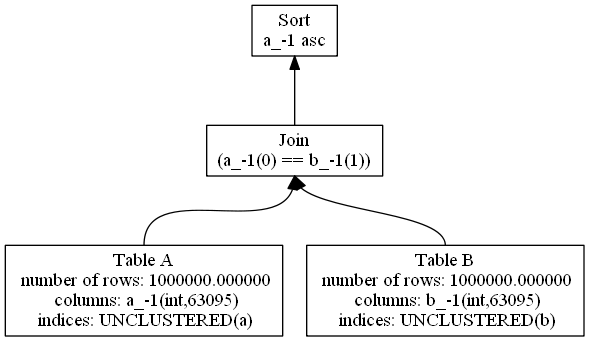 Sort
a_-1 asc
Join
(a_-1(0) == b_-1(1))
Table A
number of rows: 1000000.000000
columns: a_-1(int,63095)
indices: UNCLUSTERED(a)
Table B
number of rows: 1000000.000000
columns: b_-1(int,63095)
indices: UNCLUSTERED(b)